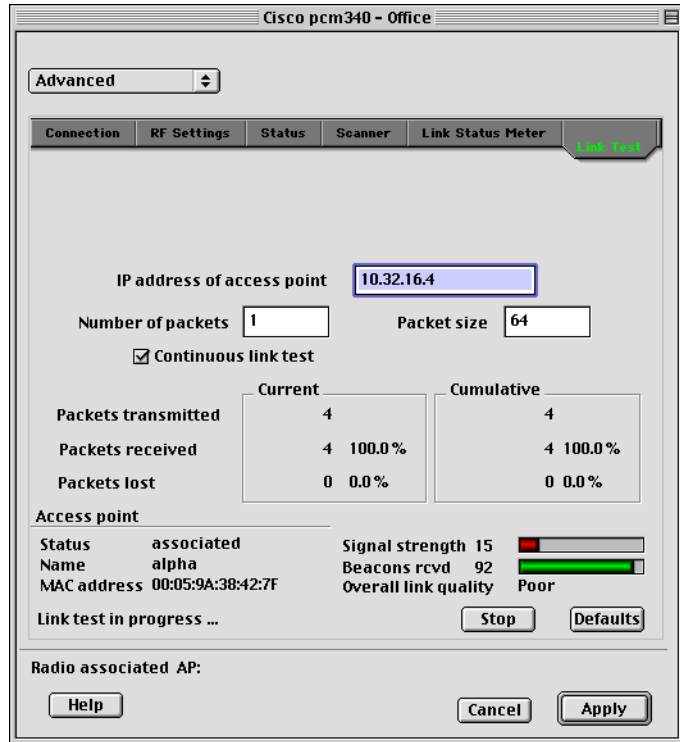 Cisco pcm340 - Office
Advanced
Connection RF Settings Status Scanner Link Status Meter Link Test
IP address of access point 10.32.16.4
Number of packets 1 Packet size 64
Continuous link test
Current Cumulative
Packets transmitted 4 4
Packets received 4 100.0% 4 100.0%
Packets lost 0 0.0% 0 0.0%
Access point
Status associated Signal strength 15
Name alpha Beacons rcvd 92
MAC address 00:05:9A:38:42:7F Overall link quality Poor
Link test in progress ... Stop Defaults
Radio associated AP:
Help Cancel Apply